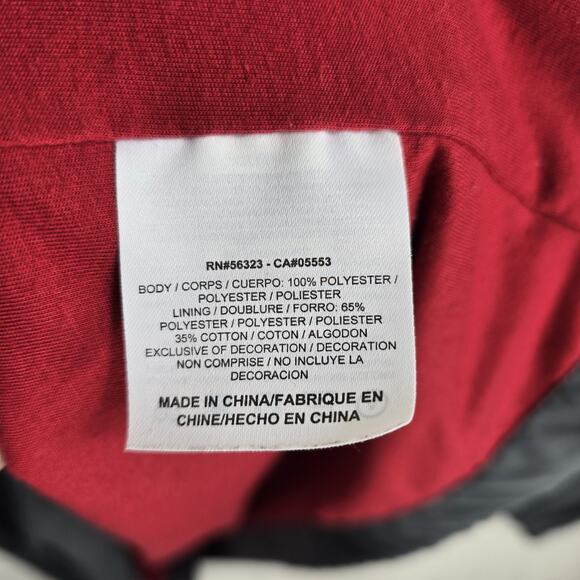 RN#56323 - CA#05553
BODY / CORPS / CUERPO: 100% POLYESTER /
POLYESTER / POLIESTER
LINING / DOUBLURE / FORRO: 65%
POLYESTER / POLYESTER / POLIESTER
35% COTTON / COTON / ALGODON
EXCLUSIVE OF DECORATION / DECORATION
NON COMPRISE / NO INCLUYE LA
DECORACION
MADE IN CHINA/FABRIQUE EN
CHINE/HECHO EN CHINA